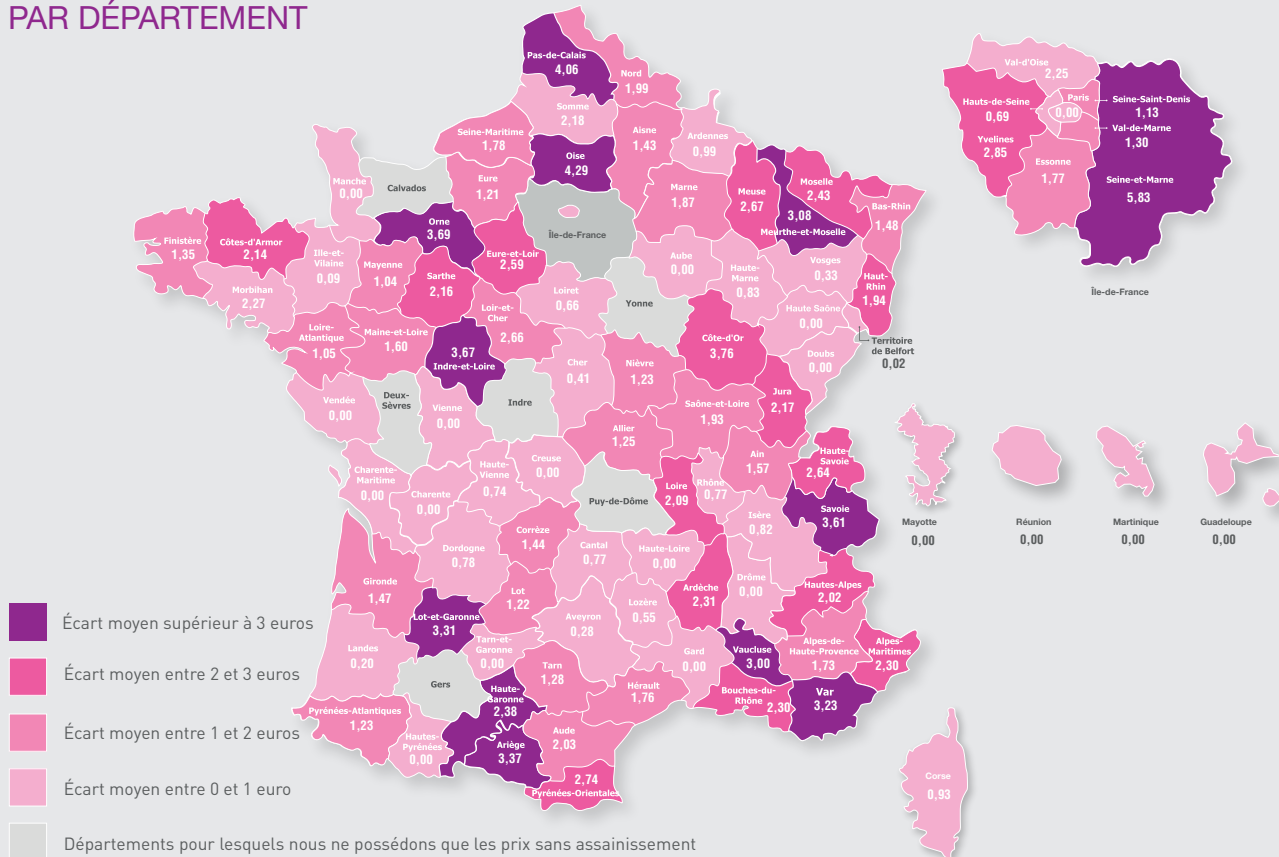 PAR DÉPARTEMENT
Pas-de-Calais
4,06
Nord
1,99
Somme
2,18
Seine-Maritime
1,78
Aisne
1,43
Ardennes
0,99
Oise
4,29
Manche
0,00
Calvados
Eure
1,21
Marne
1,87
Meuse
2,67
Moselle
2,43
3,08
Meurthe-et-Moselle
Bas-Rhin
1,48
Orne
3,69
Île-de-France
Finistère
1,35
Côtes-d'Armor
2,14
Ille-et-
Vilaine
0,09
Mayenne
1,04
Sarthe
2,16
Eure-et-Loir
2,59
Aube
0,00
Haute-
Marne
0,83
Vosges
0,33
Haut-
Rhin
1,94
Morbihan
2,27
Loiret
0,66
Yonne
Loir-et-
Cher
2,66
Haute Saône
0,00
Territoire
de Belfort
0,02
Loire-
Atlantique
1,05
Maine-et-Loire
1,60
3,67
Indre-et-Loire
Côte-d'Or
3,76
Doubs
0,00
Cher
0,41
Nièvre
1,23
Jura
2,17
Vendée
0,00
Deux-
Sèvres
Vienne
0,00
Indre
Saône-et-Loire
1,93
Allier
1,25
Charente-
Maritime
0,00
Charente
0,00
Haute-
Vienne
0,74
Creuse
0,00
Puy-de-Dôme
Loire
2,09
Rhône
0,77
Ain
1,57
Haute-
Savoie
2,64
Savoie
3,61
Isère
0,82
Corrèze
1,44
Dordogne
0,78
Cantal
0,77
Haute-Loire
0,00
Gironde
1,47
Lot
1,22
Lozère
0,55
Ardèche
2,31
Drôme
0,00
Hautes-Alpes
2,02
Lot-et-Garonne
3,31
Aveyron
0,28
Landes
0,20
Tarn-et-
Garonne
0,00
Tarn
1,28
Gard
0,00
Vaucluse
3,00
Alpes-de-
Haute-Provence
1,73
Alpes-
Maritimes
2,30
Gers
Haute-
Garonne
2,38
Hérault
1,76
Bouches-du-
Rhône
2,30
Var
3,23
Pyrénées-Atlantiques
1,23
Hautes-
Pyrénées
0,00
Ariège
3,37
Aude
2,03
2,74
Pyrénées-Orientales
Corse
0,93
Val-d'Oise
2,25
Hauts-de-Seine
0,69
Paris
0,00
Seine-Saint-Denis
1,13
Val-de-Marne
1,30
Yvelines
2,85
Essonne
1,77
Seine-et-Marne
5,83
Île-de-France
Mayotte
0,00
Réunion
0,00
Martinique
0,00
Guadeloupe
0,00
Écart moyen supérieur à 3 euros
Écart moyen entre 2 et 3 euros
Écart moyen entre 1 et 2 euros
Écart moyen entre 0 et 1 euro
Départements pour lesquels nous ne possédons que les prix sans assainissement